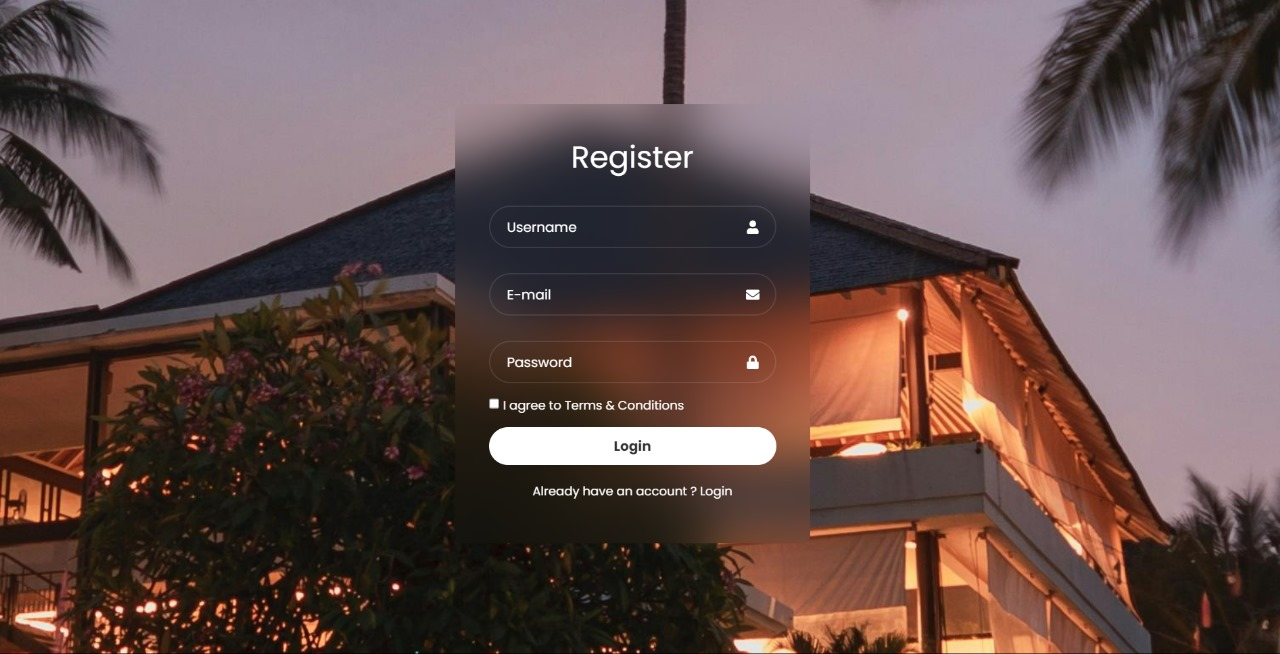 Register
Username
E-mail
Password
I agree to Terms & Conditions
Login
Already have an account ? Login